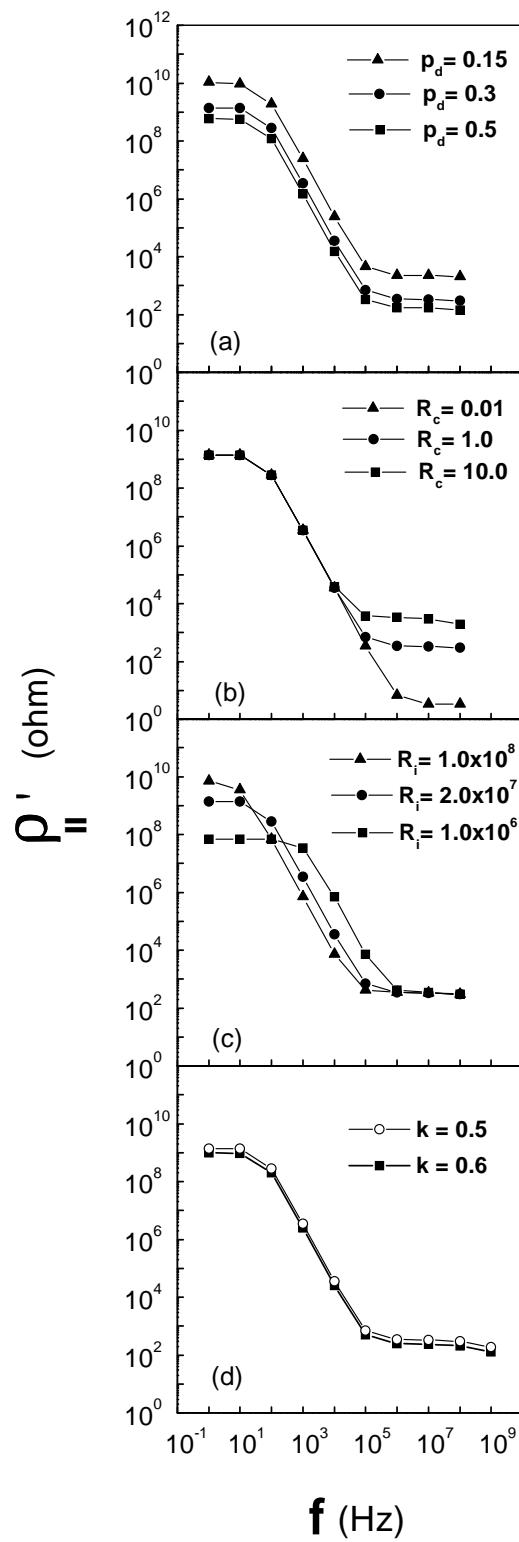 10^12
10^10
10^8
10^6
10^4
10^2
10^0
p_d= 0.15
p_d= 0.3
p_d= 0.5
(a)
10^10
10^8
10^6
10^4
10^2
10^0
R_c= 0.01
R_c= 1.0
R_c= 10.0
(b)
10^10
10^8
10^6
10^4
10^2
10^0
R_i= 1.0x10^8
R_i= 2.0x10^7
R_i= 1.0x10^6
(c)
10^10
10^8
10^6
10^4
10^2
10^0
k = 0.5
k = 0.6
(d)
ρ_II' (ohm)
10^-1 10^1 10^3 10^5 10^7 10^9
f (Hz)